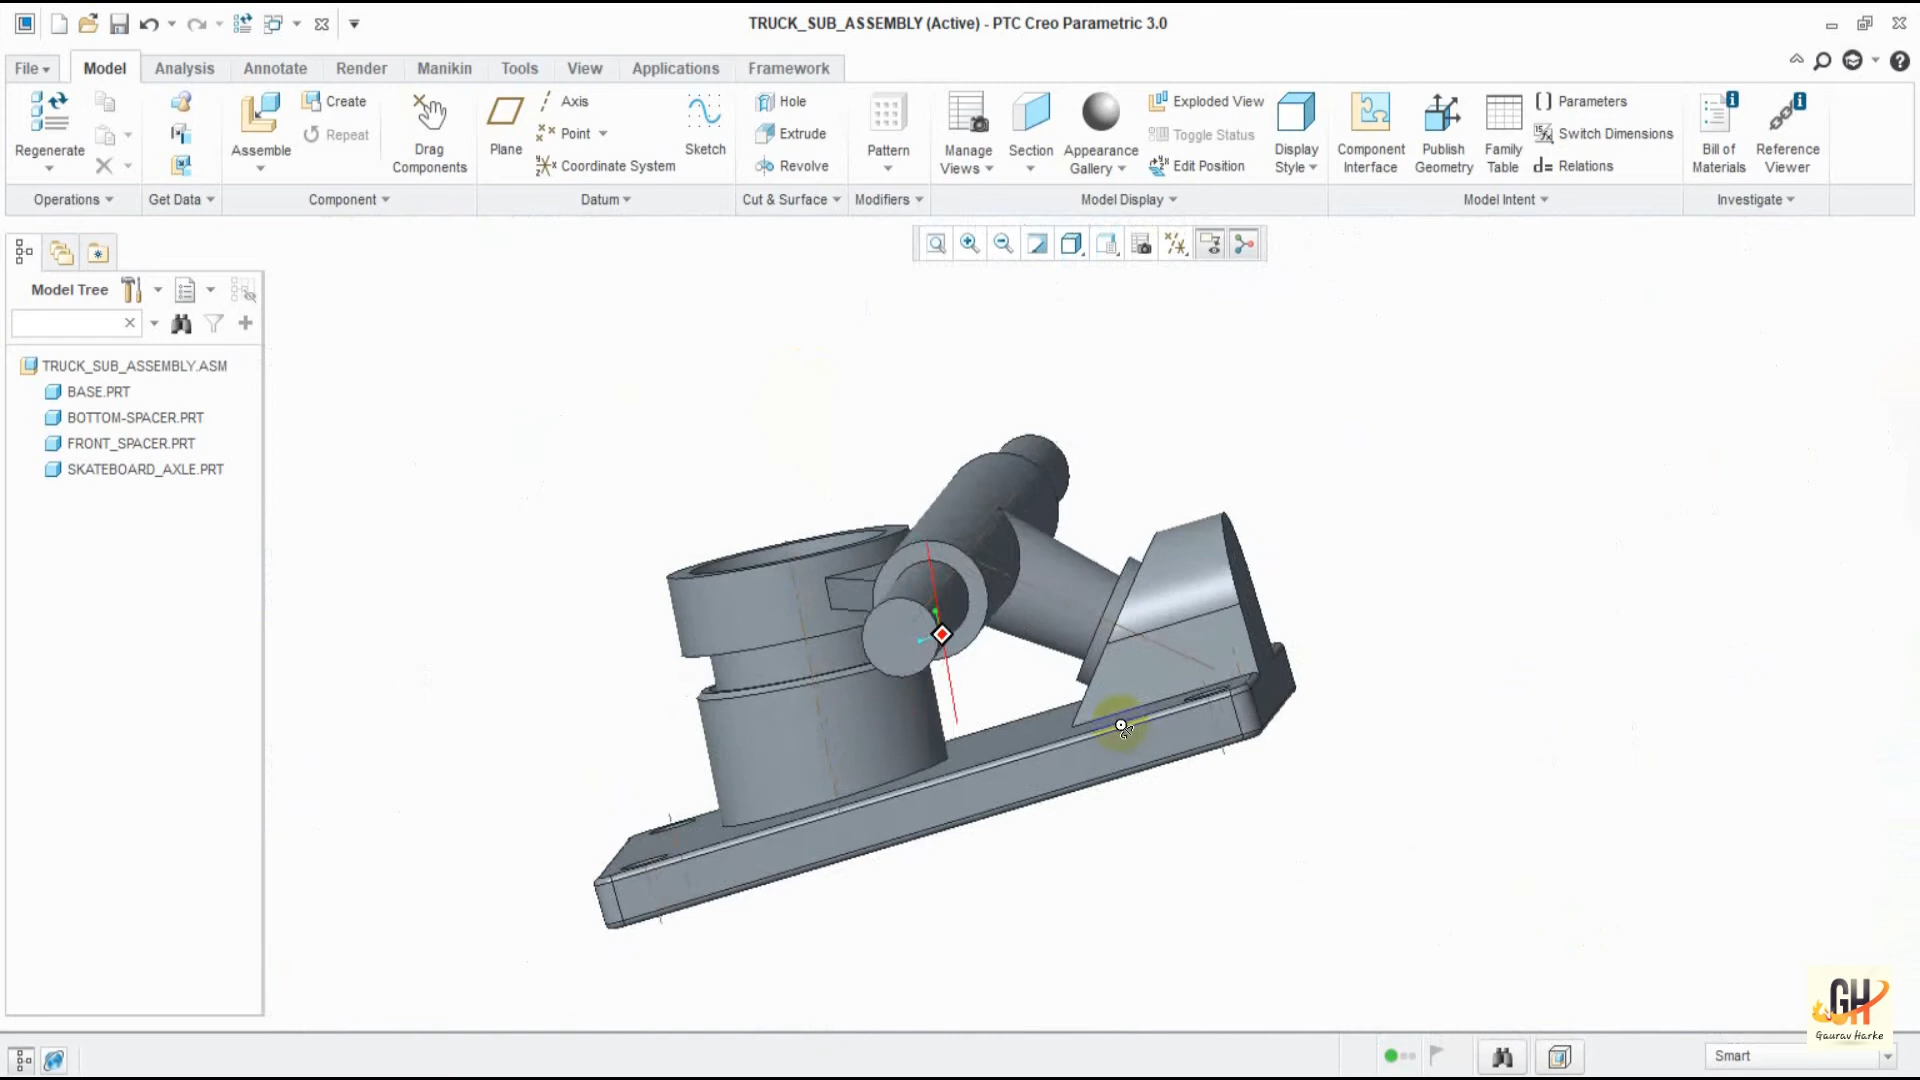 TRUCK_SUB_ASSEMBLY (Active) - PTC Creo Parametric 3.0
File Model Analysis Annotate Render Manikin Tools View Applications Framework
Regenerate
Operations
Get Data
Assemble
Create
Repeat
Drag
Components
Component
Plane
Axis
Point
Coordinate System
Sketch
Datum
Hole
Extrude
Revolve
Cut & Surface
Pattern
Modifiers
Manage
Views
Section
Appearance
Gallery
Exploded View
Toggle Status
Edit Position
Display
Style
Model Display
Component
Interface
Publish
Geometry
Family
Table
Parameters
Switch Dimensions
d= Relations
Model Intent
Bill of
Materials
Reference
Viewer
Investigate
Model Tree
TRUCK_SUB_ASSEMBLY.ASM
BASE.PRT
BOTTOM-SPACER.PRT
FRONT_SPACER.PRT
SKATEBOARD_AXLE.PRT
GH
Gaurav Harke
Smart